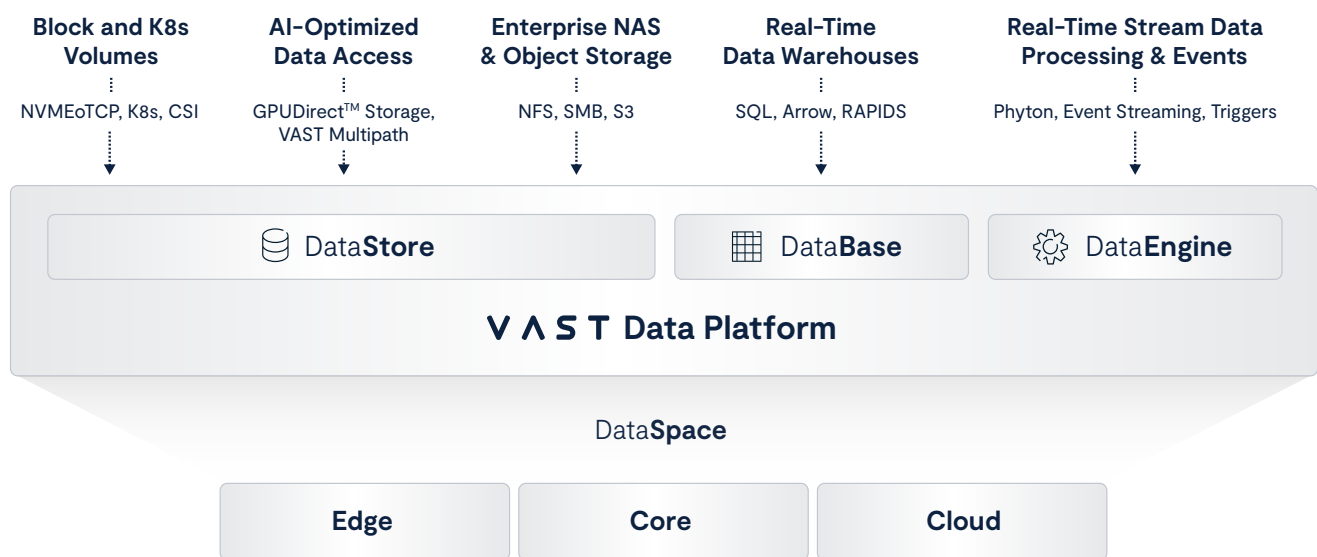 Block and K8s
Volumes
NVMEoTCP, K8s, CSI
AI-Optimized
Data Access
GPUDirect™ Storage,
VAST Multipath
Enterprise NAS
& Object Storage
NFS, SMB, S3
Real-Time
Data Warehouses
SQL, Arrow, RAPIDS
Real-Time Stream Data
Processing & Events
Phyton, Event Streaming, Triggers
DataStore
DataBase
DataEngine
VAST Data Platform
DataSpace
Edge
Core
Cloud